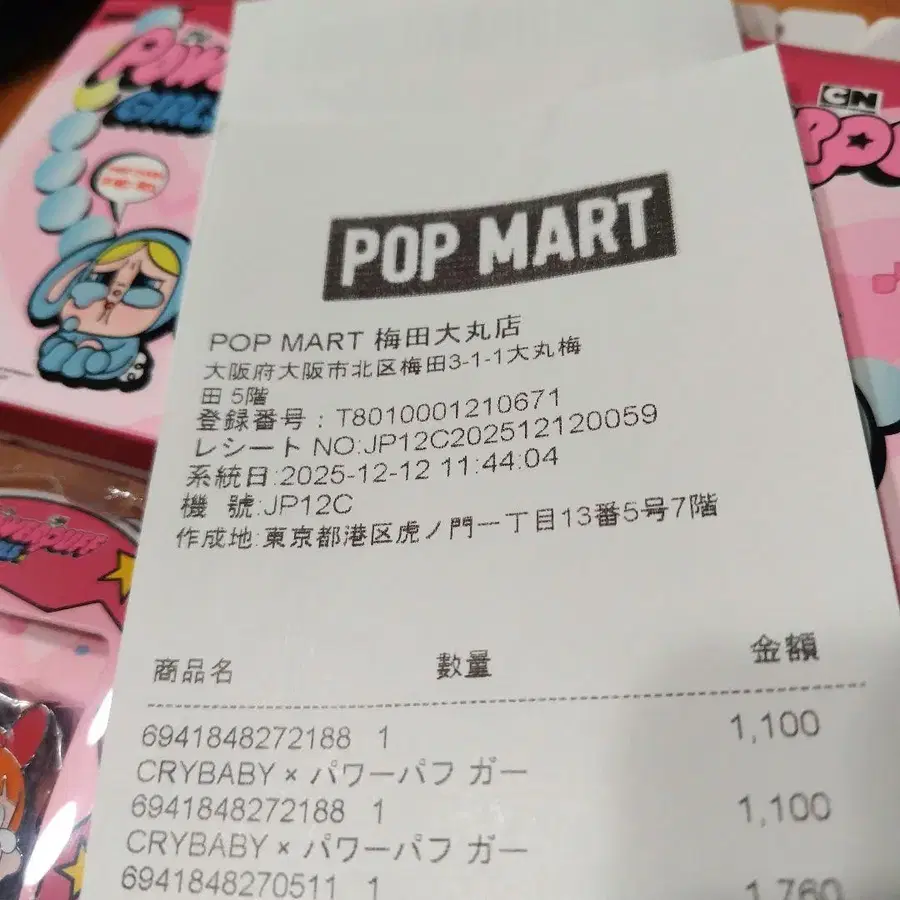 CN
POP MART
POP MART 梅田大丸店
大阪府大阪市北区梅田3-1-1大丸梅
田 5階
登録番号：T8010001210671
レシート NO:JP12C202512120059
系統日:2025-12-12 11:44:04
機 號:JP12C
作成地:東京都港区虎ノ門一丁目13番5号7階
商品名 數量 金額
6941848272188 1 1,100
CRYBABY × パワーパフ ガー
6941848272188 1 1,100
CRYBABY × パワーパフ ガー
6941848270511 1 1,760